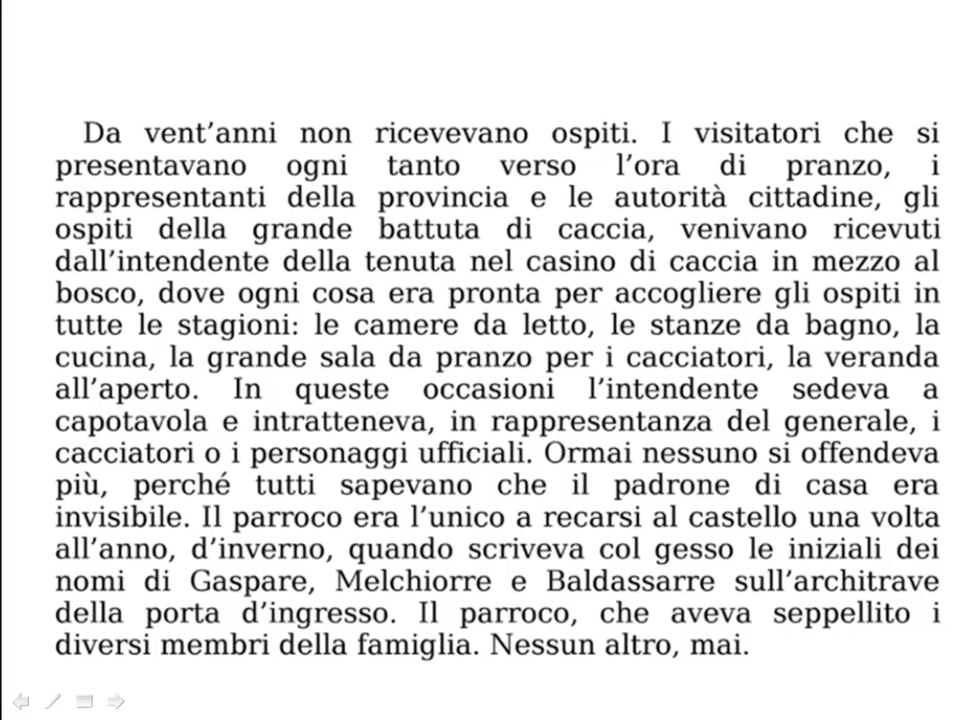 Da vent’anni non ricevevano ospiti. I visitatori che si
presentavano ogni tanto verso l’ora di pranzo, i
rappresentanti della provincia e le autorità cittadine, gli
ospiti della grande battuta di caccia, venivano ricevuti
dall’intendente della tenuta nel casino di caccia in mezzo al
bosco, dove ogni cosa era pronta per accogliere gli ospiti in
tutte le stagioni: le camere da letto, le stanze da bagno, la
cucina, la grande sala da pranzo per i cacciatori, la veranda
all’aperto. In queste occasioni l’intendente sedeva a
capotavola e intratteneva, in rappresentanza del generale, i
cacciatori o i personaggi ufficiali. Ormai nessuno si offendeva
più, perché tutti sapevano che il padrone di casa era
invisibile. Il parroco era l’unico a recarsi al castello una volta
all’anno, d’inverno, quando scriveva col gesso le iniziali dei
nomi di Gaspare, Melchiorre e Baldassarre sull’architrave
della porta d’ingresso. Il parroco, che aveva seppellito i
diversi membri della famiglia. Nessun altro, mai.